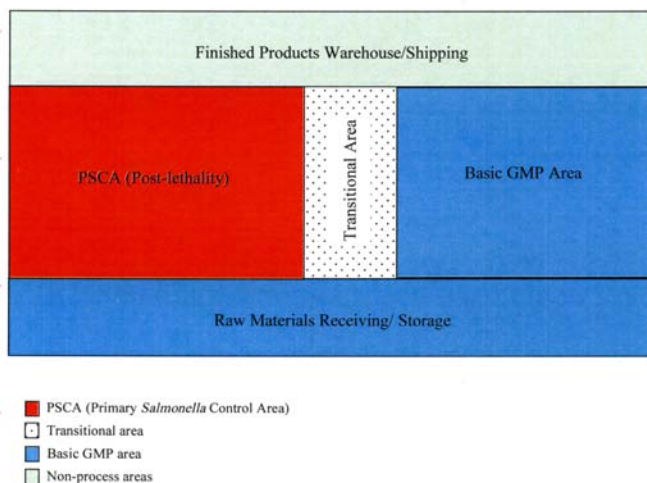 Finished Products Warehouse/Shipping
PSCA (Post-lethality)
Transitional Area
Basic GMP Area
Raw Materials Receiving/ Storage
PSCA (Primary Salmonella Control Area)
Transitional area
Basic GMP area
Non-process areas